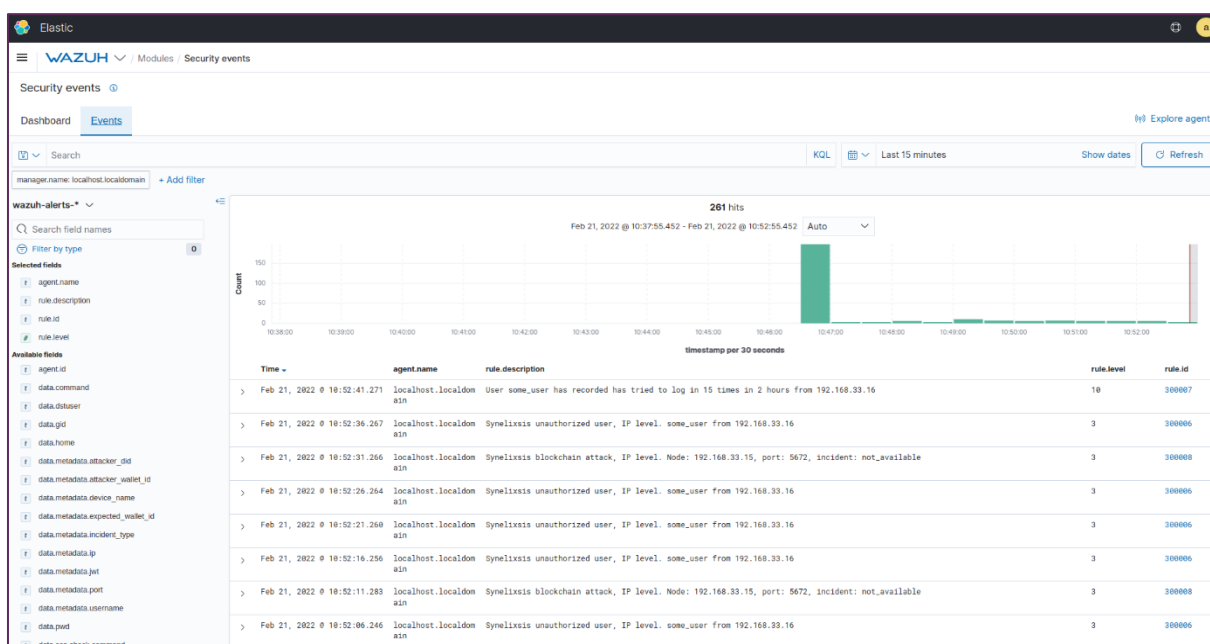 Elastic
a
WAZUH / Modules / Security events
Security events
Dashboard Events
Explore agent
Search KQL Last 15 minutes Show dates Refresh
manager.name: localhost.localdomain + Add filter
wazuh-alerts-*
Search field names
Filter by type 0
Selected fields
t agent.name
t rule.description
t rule.id
# rule.level
Available fields
t agent.id
t data.command
t data.dstuser
t data.gid
t data.home
t data.metadata.attacker_did
t data.metadata.attacker_wallet_id
t data.metadata.device_name
t data.metadata.expected_wallet_id
t data.metadata.incident_type
t data.metadata.ip
t data.metadata.jwt
t data.metadata.port
t data.metadata.username
t data.pwd
261 hits
Feb 21, 2022 @ 10:37:55.452 - Feb 21, 2022 @ 10:52:55.452 Auto
Count
150
100
50
0
10:38:00 10:39:00 10:40:00 10:41:00 10:42:00 10:43:00 10:44:00 10:45:00 10:46:00 10:47:00 10:48:00 10:49:00 10:50:00 10:51:00 10:52:00
timestamp per 30 seconds
Time agent.name rule.description rule.level rule.id
Feb 21, 2022 @ 10:52:41.271 localhost.localdom User some_user has recorded has tried to log in 15 times in 2 hours from 192.168.33.16 10 300007
ain
Feb 21, 2022 @ 10:52:36.267 localhost.localdom Synelixsis unauthorized user, IP level. some_user from 192.168.33.16 3 300006
ain
Feb 21, 2022 @ 10:52:31.266 localhost.localdom Synelixsis blockchain attack, IP level. Node: 192.168.33.15, port: 5672, incident: not_available 3 300008
ain
Feb 21, 2022 @ 10:52:26.264 localhost.localdom Synelixsis unauthorized user, IP level. some_user from 192.168.33.16 3 300006
ain
Feb 21, 2022 @ 10:52:21.260 localhost.localdom Synelixsis unauthorized user, IP level. some_user from 192.168.33.16 3 300006
ain
Feb 21, 2022 @ 10:52:16.256 localhost.localdom Synelixsis unauthorized user, IP level. some_user from 192.168.33.16 3 300006
ain
Feb 21, 2022 @ 10:52:11.283 localhost.localdom Synelixsis blockchain attack, IP level. Node: 192.168.33.15, port: 5672, incident: not_available 3 300008
ain
Feb 21, 2022 @ 10:52:06.246 localhost.localdom Synelixsis unauthorized user, IP level. some_user from 192.168.33.16 3 300006
ain